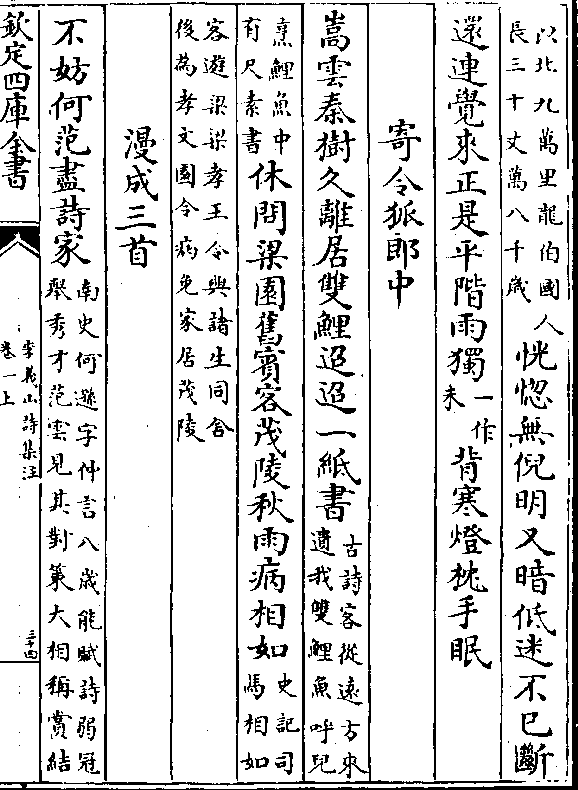 以北九萬里龍伯國人
長三十丈萬八千歳
恍惚無倪明又暗低迷不已斷
還連覺來正是平階雨獨
一作
未
背寒燈枕手眠
寄令狐郎中
嵩雲秦樹久離居雙鯉迢迢一紙書
古詩客從遠方來
遺我雙鯉魚呼兒
烹鯉魚中
有尺素書
休問梁園舊賓客茂陵秋雨病相如
史記司
馬相如
客遊梁梁孝王令與諸生同舍
後為孝文園令病免家居茂陵
漫成三首
不妨何范盡詩家
南史何遜字仲言八歳能賦詩弱冠
舉秀才范雲見其對策大相稱賞結
欽定四庫全書
李義山詩集注
卷一上
三十四